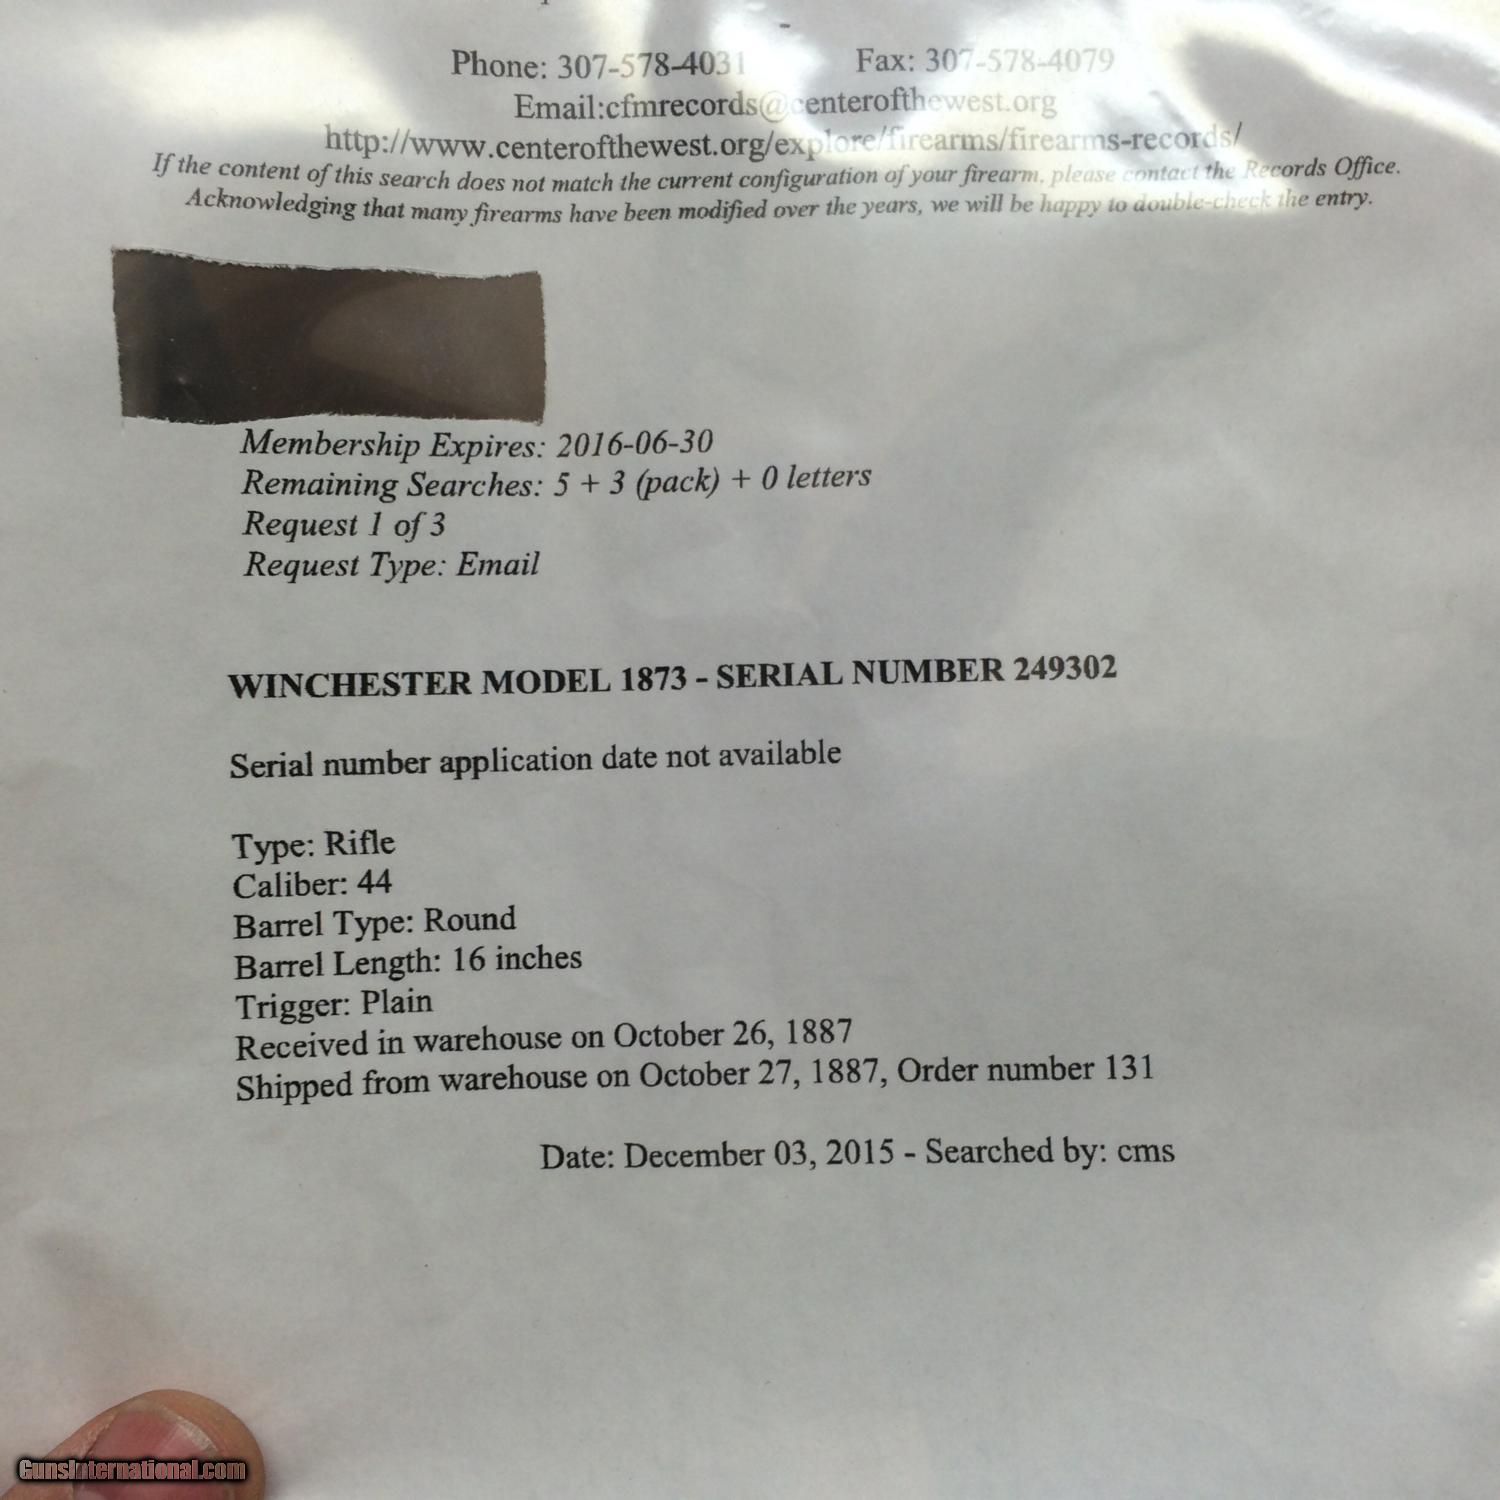 Phone: 307-578-4031 Fax: 307-578-4079
Email:cfmrecords@centerofthewest.org
http://www.centerofthewest.org/explore/firearms/firearms-records/
If the content of this search does not match the current configuration of your firearm, please contact the Records Office.
Acknowledging that many firearms have been modified over the years, we will be happy to double-check the entry.
Membership Expires: 2016-06-30
Remaining Searches: 5 + 3 (pack) + 0 letters
Request 1 of 3
Request Type: Email
WINCHESTER MODEL 1873 - SERIAL NUMBER 249302
Serial number application date not available
Type: Rifle
Caliber: 44
Barrel Type: Round
Barrel Length: 16 inches
Trigger: Plain
Received in warehouse on October 26, 1887
Shipped from warehouse on October 27, 1887, Order number 131
Date: December 03, 2015 - Searched by: cms
GunsInternational.com